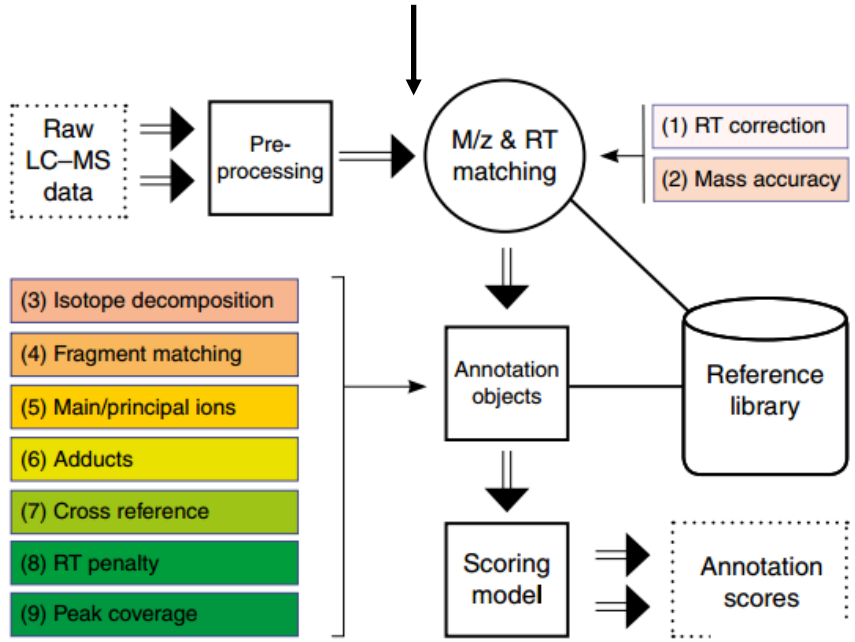 Raw
LC–MS
data
Pre-
processing
M/z & RT
matching
(1) RT correction
(2) Mass accuracy
(3) Isotope decomposition
(4) Fragment matching
(5) Main/principal ions
(6) Adducts
(7) Cross reference
(8) RT penalty
(9) Peak coverage
Annotation
objects
Reference
library
Scoring
model
Annotation
scores